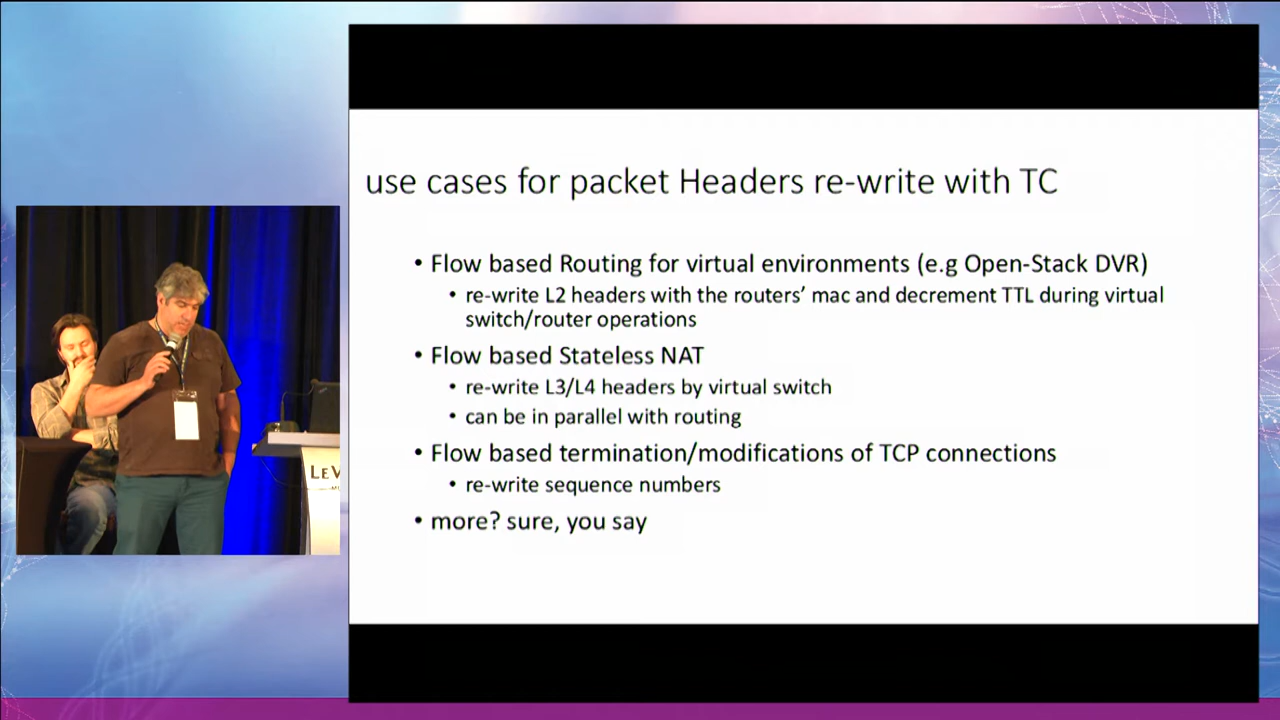 use cases for packet Headers re-write with TC
• Flow based Routing for virtual environments (e.g Open-Stack DVR)
• re-write L2 headers with the routers’ mac and decrement TTL during virtual
switch/router operations
• Flow based Stateless NAT
• re-write L3/L4 headers by virtual switch
• can be in parallel with routing
• Flow based termination/modifications of TCP connections
• re-write sequence numbers
• more? sure, you say
LE V